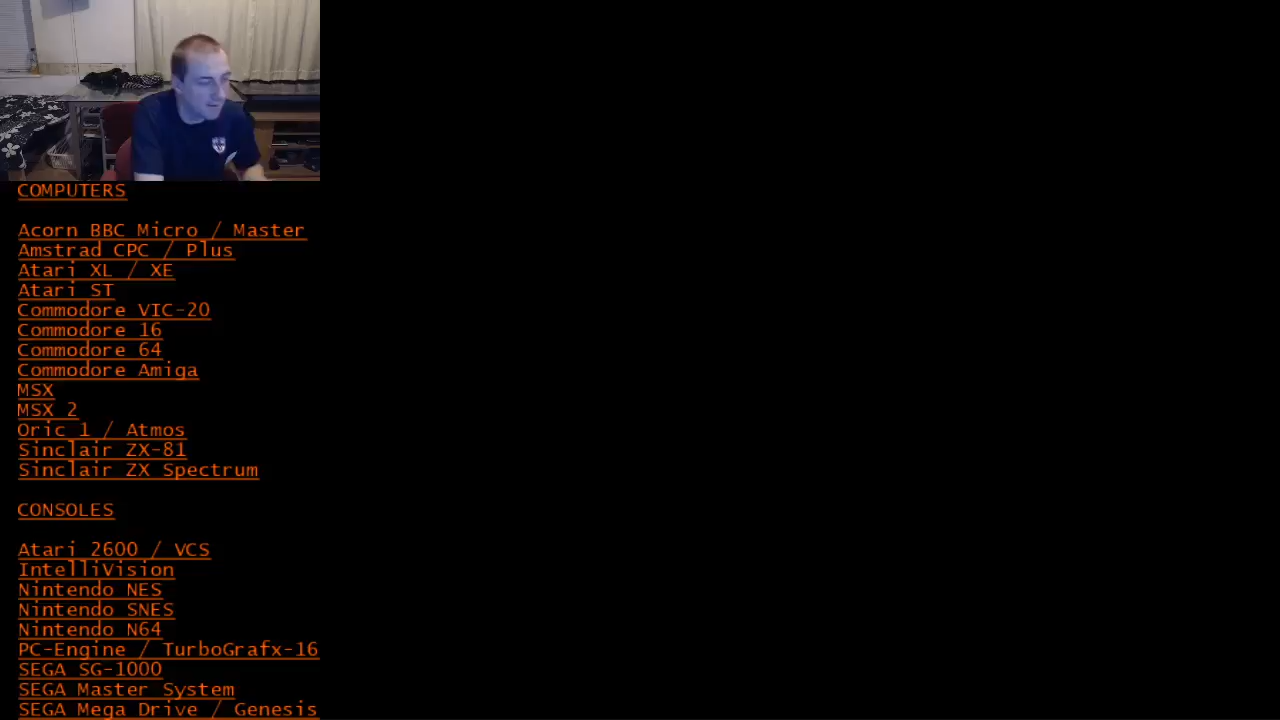 COMPUTERS
Acorn BBC Micro / Master
Amstrad CPC / Plus
Atari XL / XE
Atari ST
Commodore VIC-20
Commodore 16
Commodore 64
Commodore Amiga
MSX
MSX 2
Oric 1 / Atmos
Sinclair ZX-81
Sinclair ZX Spectrum
CONSOLES
Atari 2600 / VCS
IntelliVision
Nintendo NES
Nintendo SNES
Nintendo N64
PC-Engine / TurboGrafx-16
SEGA SG-1000
SEGA Master System
SEGA Mega Drive / Genesis